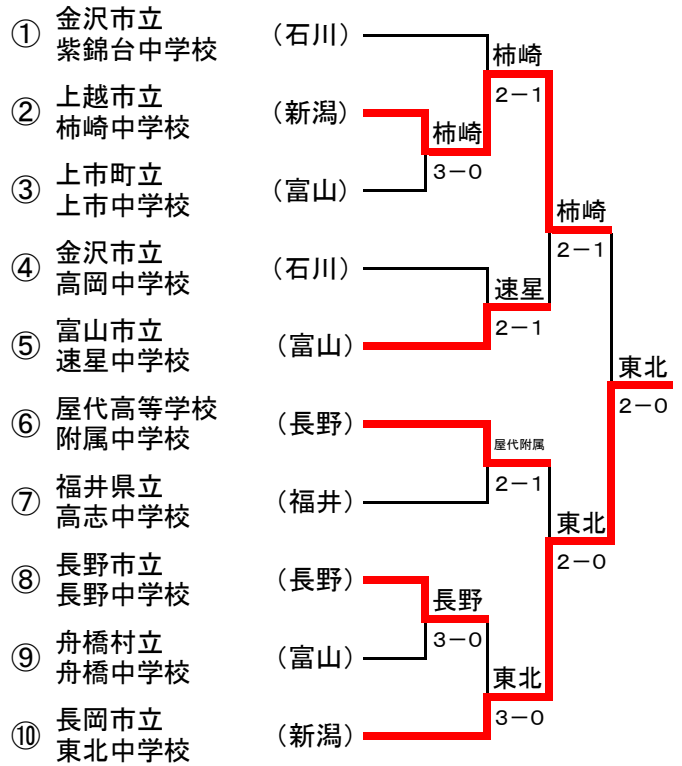 ① 金沢市立
紫錦台中学校
（石川）
② 上越市立
柿崎中学校
（新潟）
③ 上市町立
上市中学校
（富山）
④ 金沢市立
高岡中学校
（石川）
⑤ 富山市立
速星中学校
（富山）
⑥ 屋代高等学校
附属中学校
（長野）
⑦ 福井県立
高志中学校
（福井）
⑧ 長野市立
長野中学校
（長野）
⑨ 舟橋村立
舟橋中学校
（富山）
⑩ 長岡市立
東北中学校
（新潟）
柿崎
3－0
長野
3－0
柿崎
2－1
速星
2－1
屋代附属
2－1
東北
3－0
柿崎
2－1
東北
2－0
東北
2－0